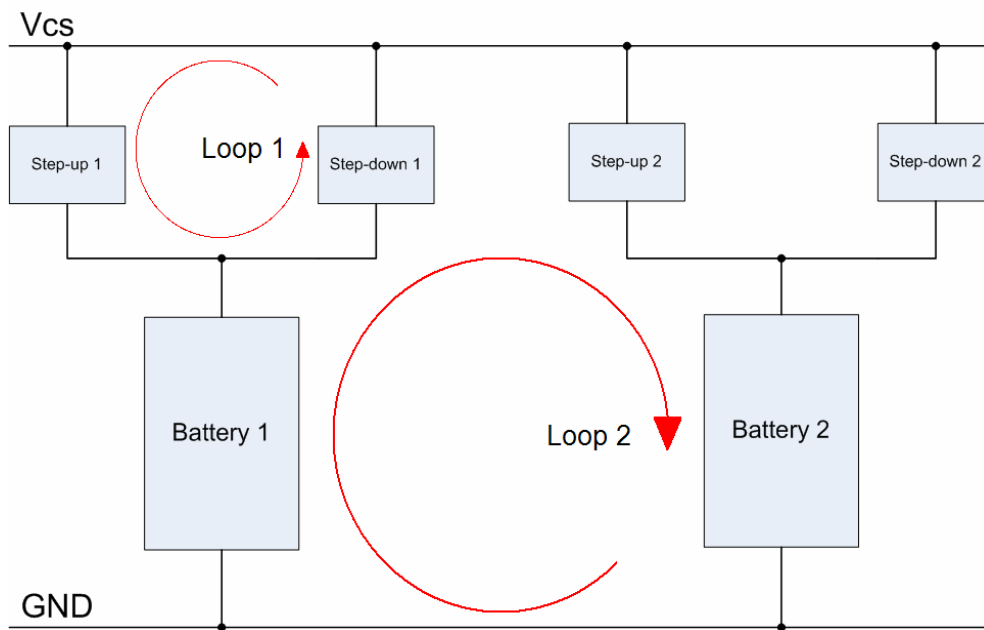 Vcs
Step-up 1
Loop 1
Step-down 1
Step-up 2
Step-down 2
Battery 1
Loop 2
Battery 2
GND